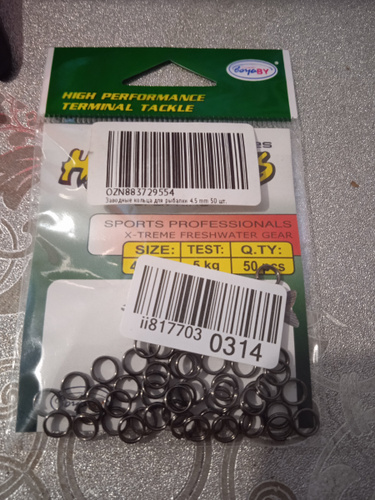 BY
HIGH PERFORMANCE
TERMINAL TACKLE
OZN883729554
Заводные кольца для рыбалки 4.5 mm 50 шт.
SPORTS PROFESSIONALS
X-TREME FRESHWATER GEAR
SIZE: TEST: Q.TY:
5 kg 50 pcs
ii817703 0314